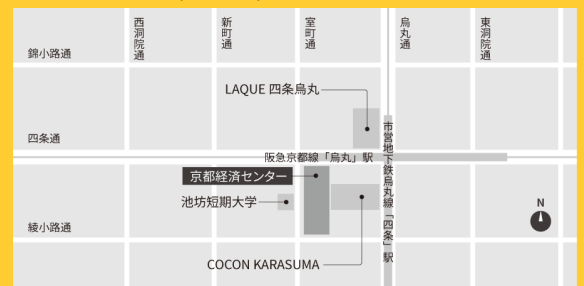 西洞院通
新町通
室町通
烏丸通
東洞院通
錦小路通
LAQUE 四条烏丸
四条通
市営地下鉄烏丸線「四条」駅
阪急京都線「烏丸」駅
京都経済センター
池坊短期大学
N
綾小路通
COCON KARASUMA